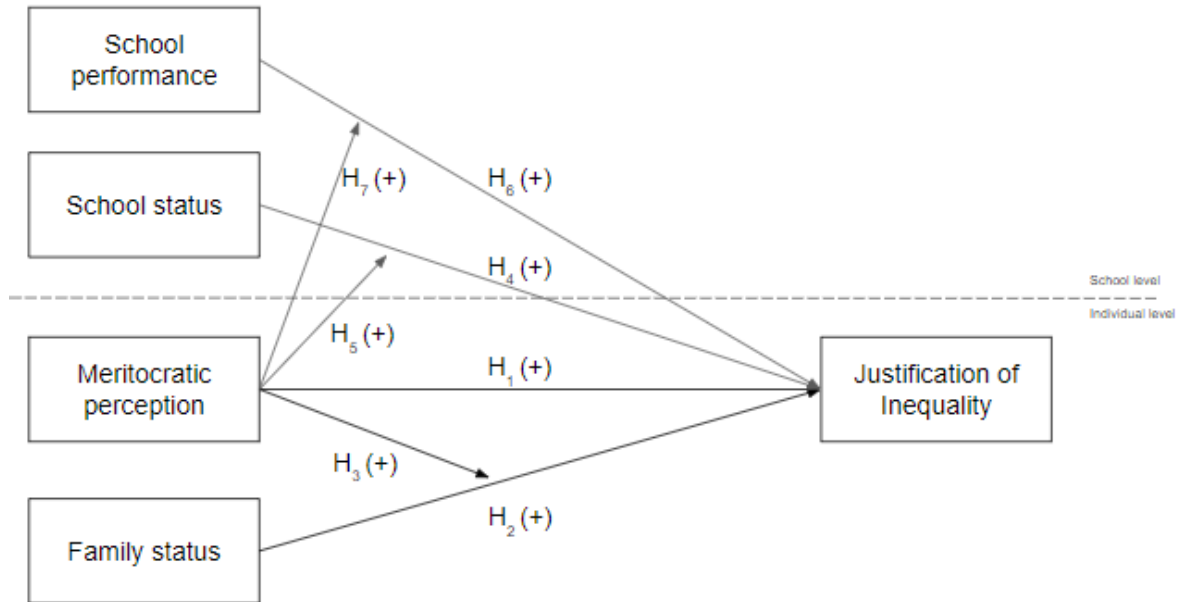 School
performance
H7 (+)
H6 (+)
School status
H4 (+)
School level
Individual level
H5 (+)
Meritocratic
perception
H1 (+)
Justification of
Inequality
H3 (+)
H2 (+)
Family status